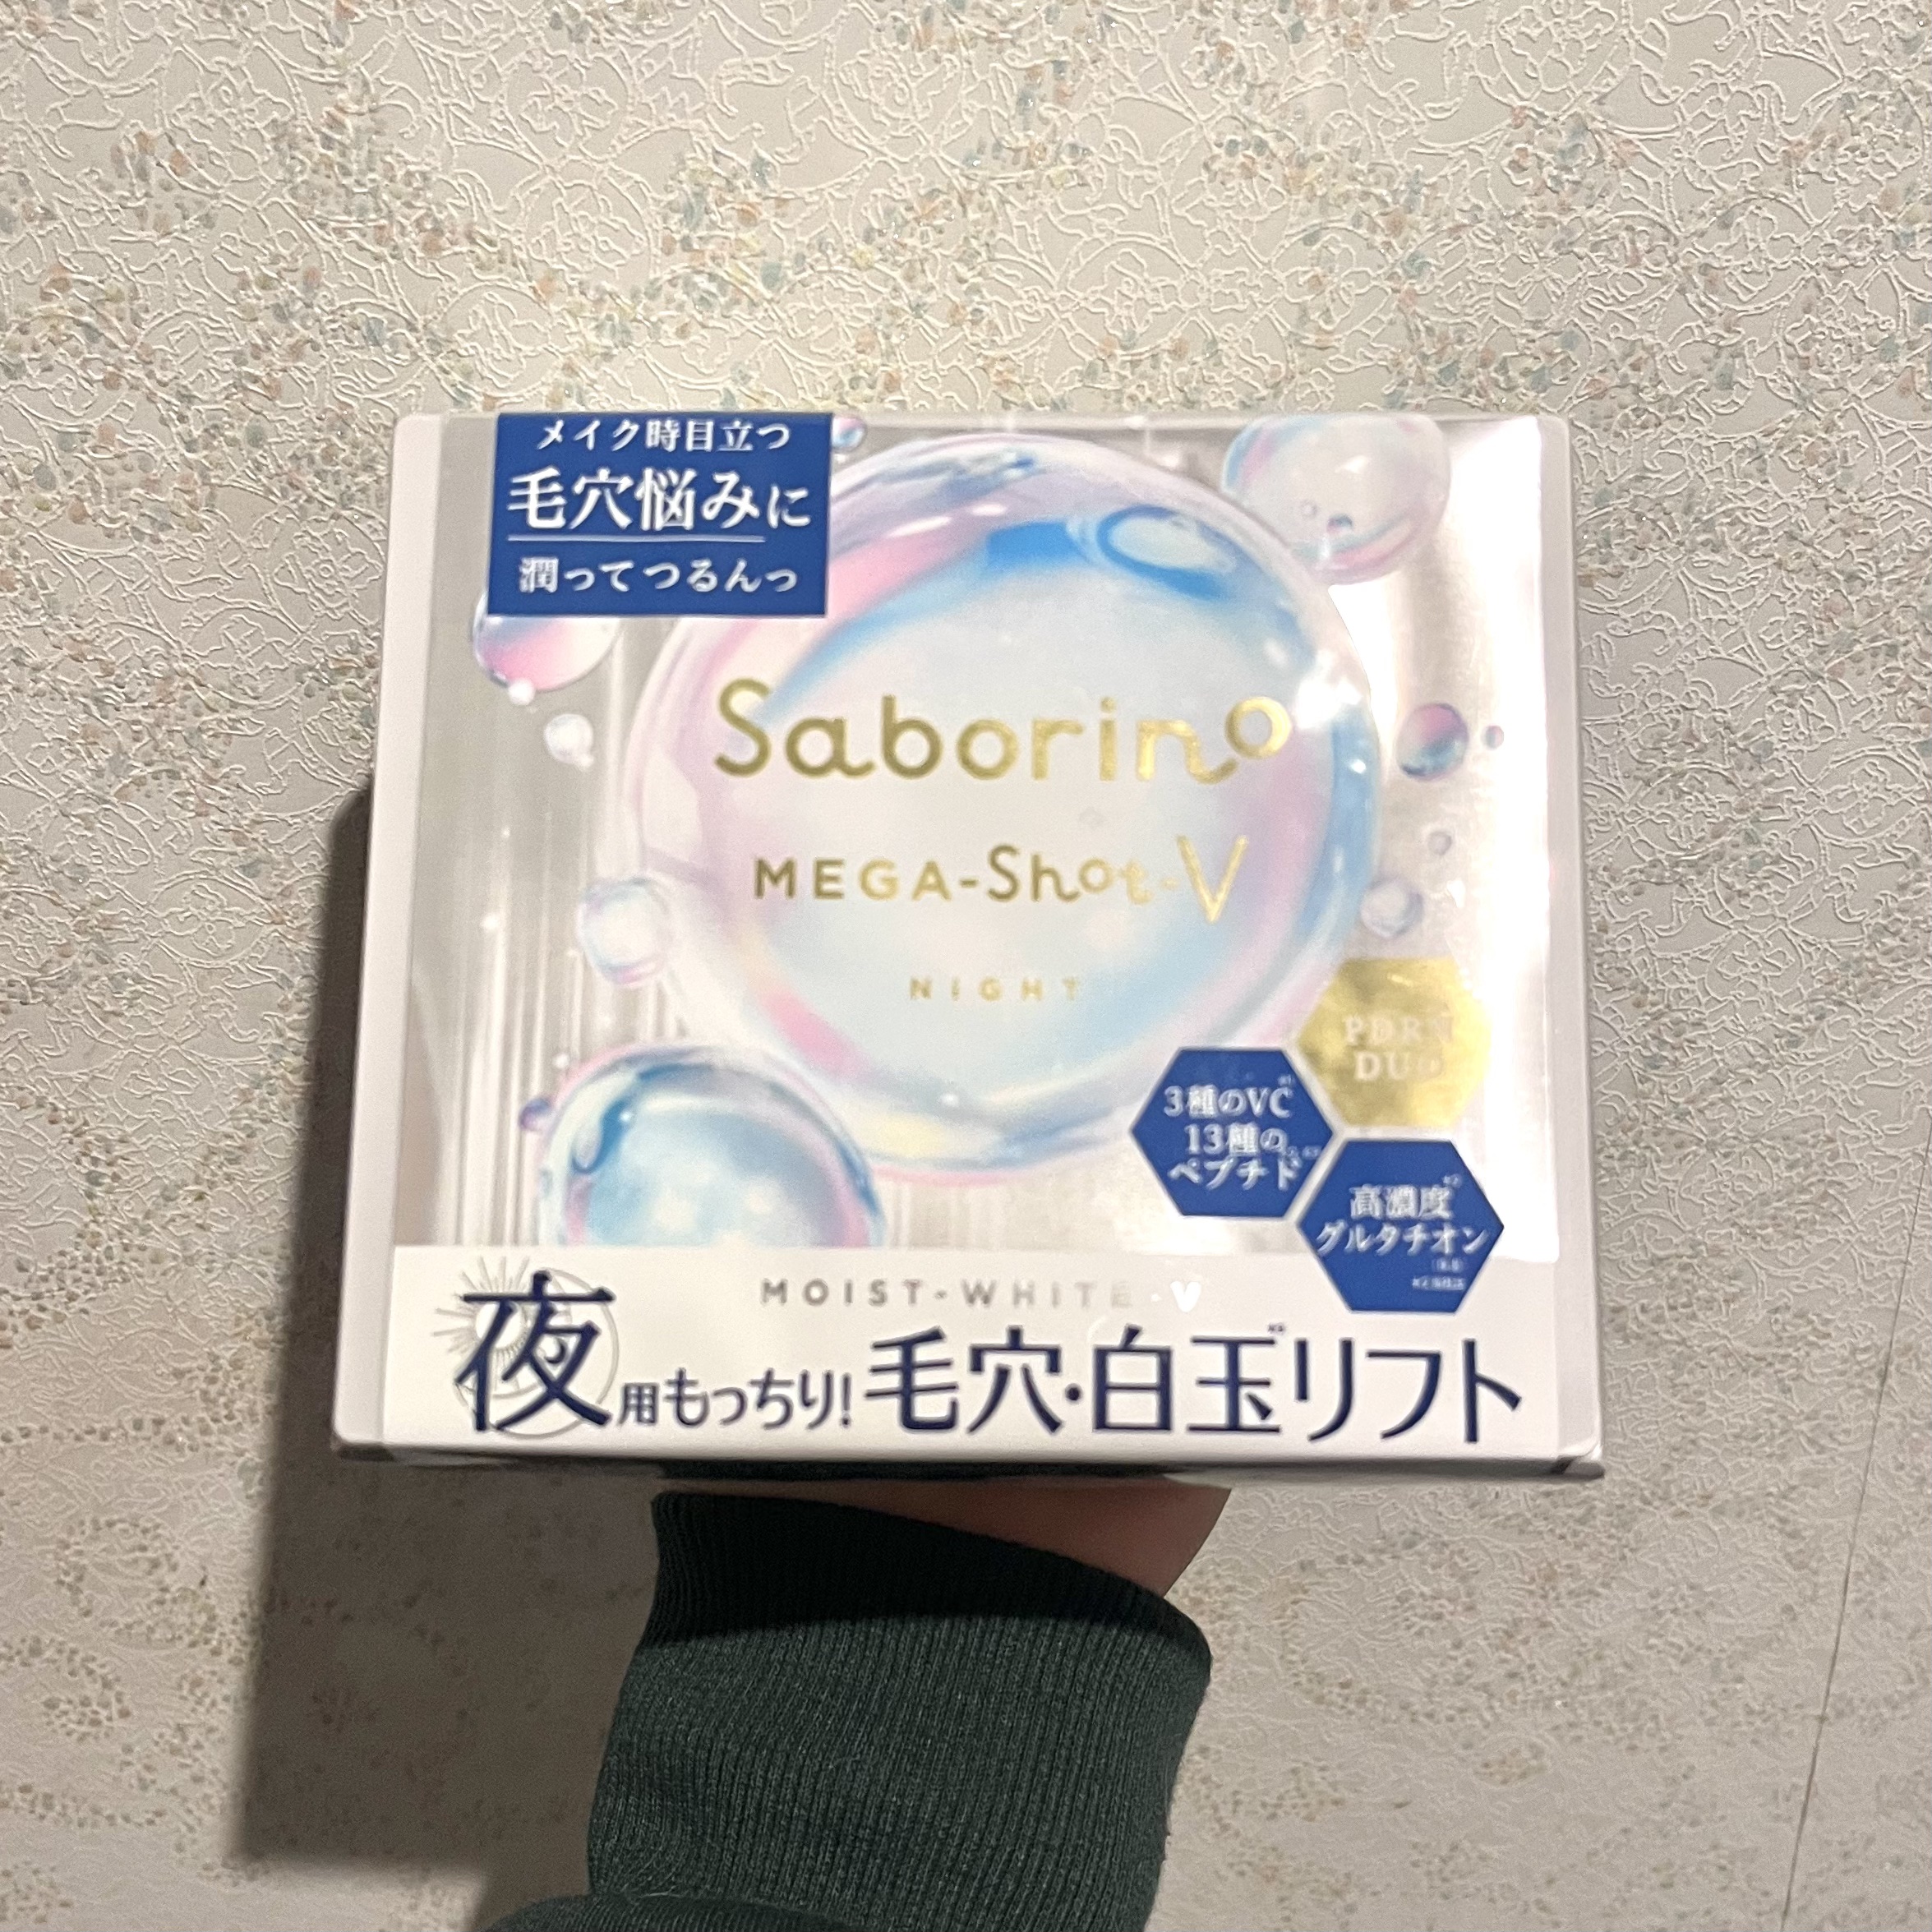 メイク時目立つ
毛穴悩みに
潤ってつるんっ
Saborino
MEGA-Shot-V
NIGHT
PDRN
DUO
3種のVC
13種の
ペプチド
高濃度
グルタチオン
MOIST-WHITE-V
夜用もっちり!毛穴・白玉リフト